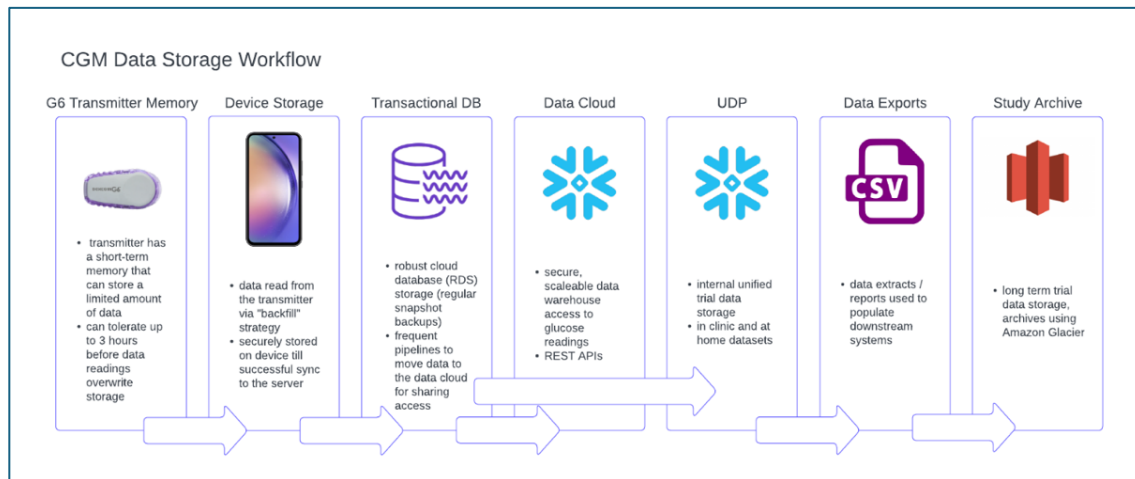 CGM Data Storage Workflow
G6 Transmitter Memory
Device Storage
Transactional DB
Data Cloud
UDP
Data Exports
Study Archive
CSV
• transmitter has
a short-term
memory that
can store a
limited amount
of data
• can tolerate up
to 3 hours
before data
readings
overwrite
storage
• data read from
the transmitter
via "backfill"
strategy
• securely stored
on device till
successful sync
to the server
• robust cloud
database (RDS)
storage (regular
snapshot
backups)
• frequent
pipelines to
move data to
the data cloud
for sharing
access
• secure,
scaleable data
warehouse
access to
glucose
readings
• REST APIs
• internal unified
trial data
storage
• in clinic and at
home datasets
• data extracts /
reports used to
populate
downstream
systems
• long term trial
data storage,
archives using
Amazon Glacier